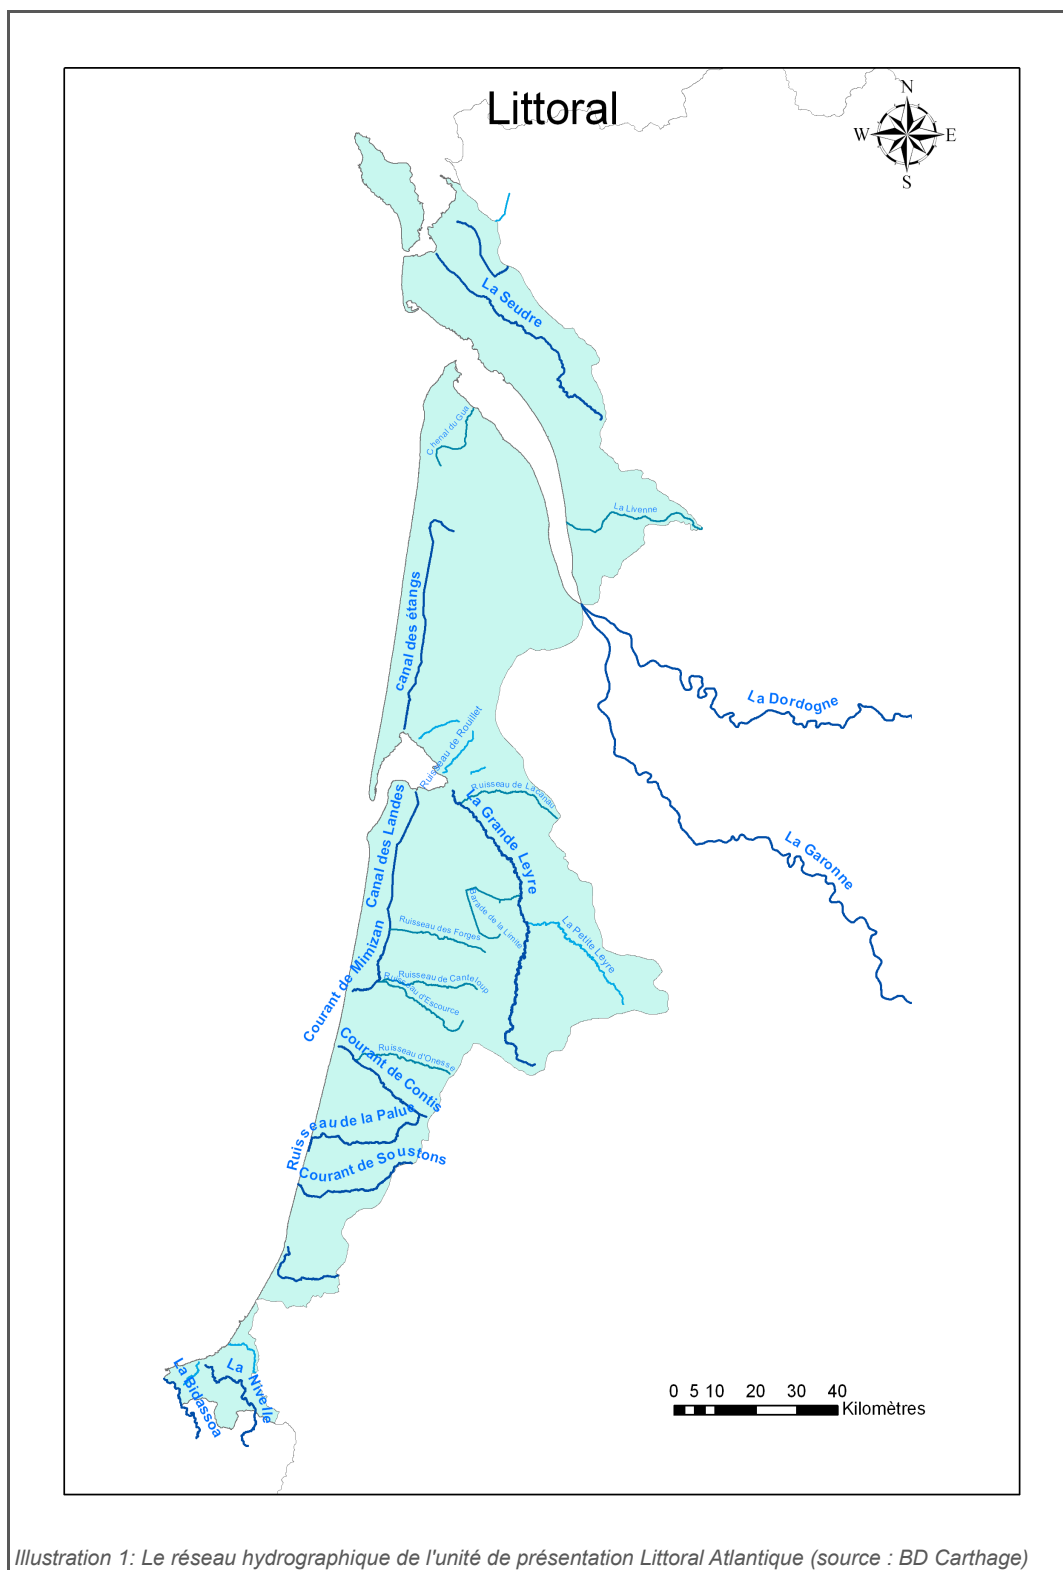 Littoral
N
W E
S
La Seudre
Chenal du Gua
La Livenne
canal des étangs
La Dordogne
Ruisseau de Rouillet
Ruisseau de Lacanau
La Grande Leyre
Canal des Landes
La Garonne
Barade de la Limite
Ruisseau des Forges
La Petite Leyre
Courant de Mimizan
Ruisseau de Canteloup
Ruisseau d'Escource
Courant de Contis
Ruisseau d'Onesse
Ruisseau de la Palue
Courant de Soustons
La Bidassoa
La Nivelle
0 5 10 20 30 40
Kilomètres
Illustration 1: Le réseau hydrographique de l'unité de présentation Littoral Atlantique (source : BD Carthage)